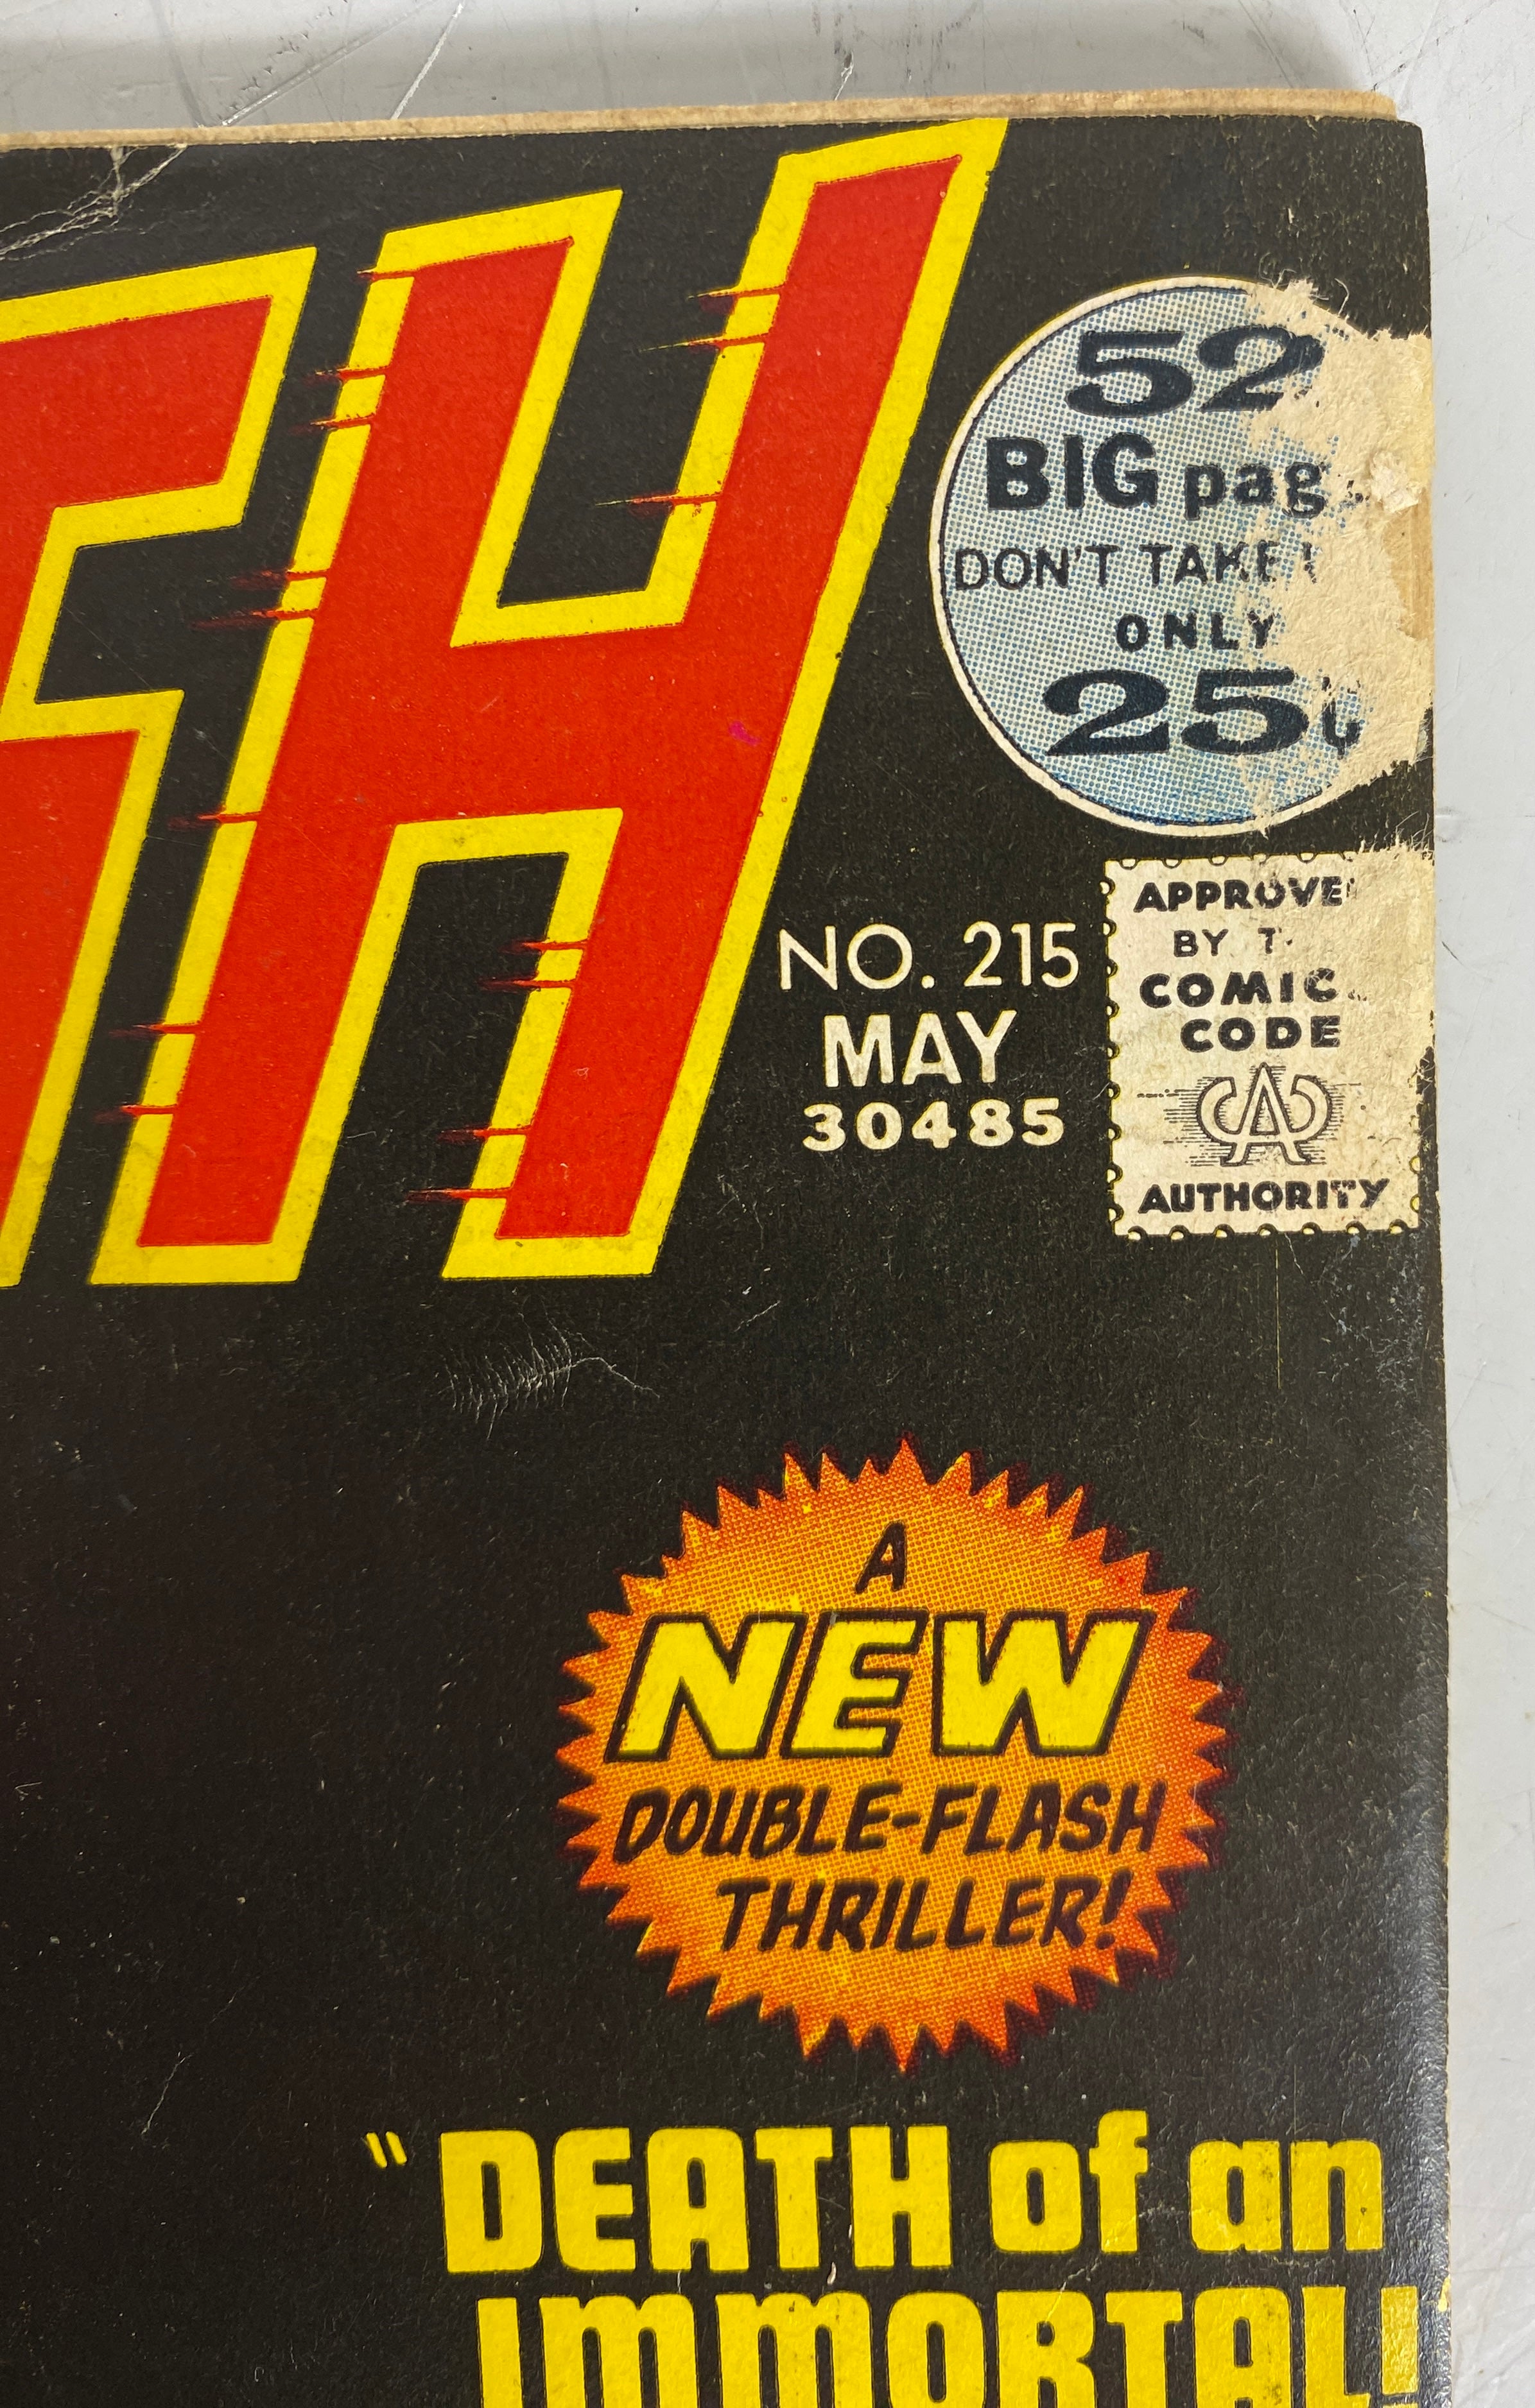 SH
52
BIG pag
DON'T TAKE
ONLY
25¢
NO. 215
MAY
30485
APPROVE
BY T
COMIC
CODE
CA
AUTHORITY
A
NEW
DOUBLE-FLASH
THRILLER!
"DEATH of an
IMMORTAL!"